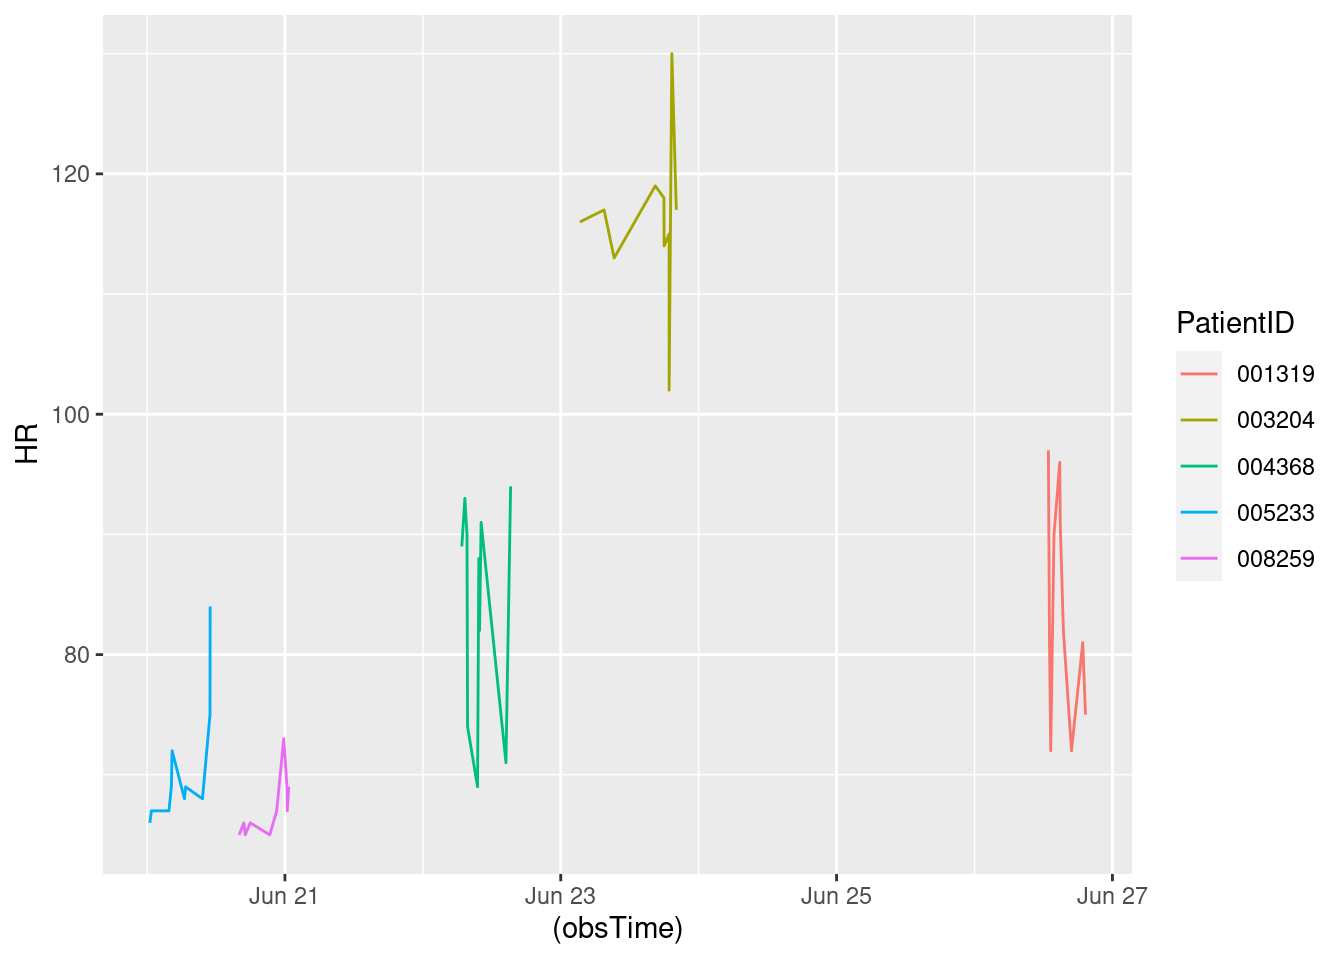 120
100
80
HR
Jun 21
Jun 23
Jun 25
Jun 27
(obsTime)
PatientID
001319
003204
004368
005233
008259